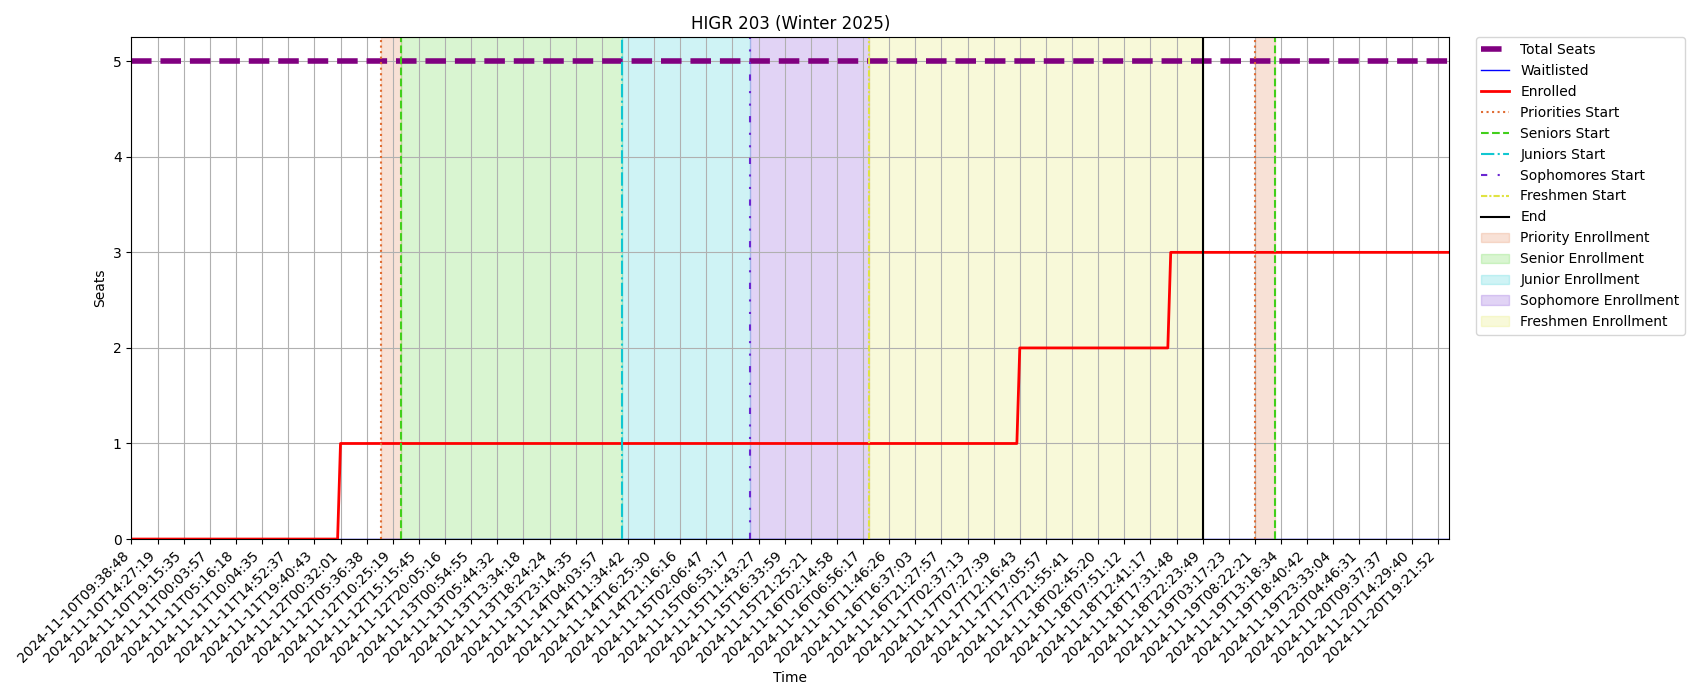 HIGR 203 (Winter 2025)
Total Seats
Waitlisted
Enrolled
Priorities Start
Seniors Start
Juniors Start
Sophomores Start
Freshmen Start
End
Priority Enrollment
Senior Enrollment
Junior Enrollment
Sophomore Enrollment
Freshmen Enrollment
Seats
5
4
3
2
1
0
2024-11-10T09:38:48
2024-11-10T14:27:19
2024-11-10T19:15:35
2024-11-11T00:03:57
2024-11-11T05:16:18
2024-11-11T10:04:35
2024-11-11T14:52:37
2024-11-11T19:40:43
2024-11-12T00:32:01
2024-11-12T05:36:38
2024-11-12T10:25:19
2024-11-12T15:15:45
2024-11-12T20:05:16
2024-11-13T00:54:55
2024-11-13T05:44:32
2024-11-13T13:34:18
2024-11-13T18:24:24
2024-11-13T23:14:35
2024-11-14T04:03:57
2024-11-14T11:34:42
2024-11-14T16:25:30
2024-11-14T21:16:16
2024-11-15T02:06:47
2024-11-15T06:53:17
2024-11-15T11:43:27
2024-11-15T16:33:59
2024-11-15T21:25:21
2024-11-16T02:14:58
2024-11-16T06:56:17
2024-11-16T11:46:26
2024-11-16T16:37:03
2024-11-16T21:27:57
2024-11-17T02:37:13
2024-11-17T07:27:39
2024-11-17T12:16:43
2024-11-17T17:05:57
2024-11-17T21:55:41
2024-11-18T02:45:20
2024-11-18T07:51:12
2024-11-18T12:41:17
2024-11-18T17:31:48
2024-11-18T22:23:49
2024-11-19T03:17:23
2024-11-19T08:22:21
2024-11-19T13:18:34
2024-11-19T18:40:42
2024-11-19T23:33:04
2024-11-20T04:46:31
2024-11-20T09:37:37
2024-11-20T14:29:40
2024-11-20T19:21:52
Time